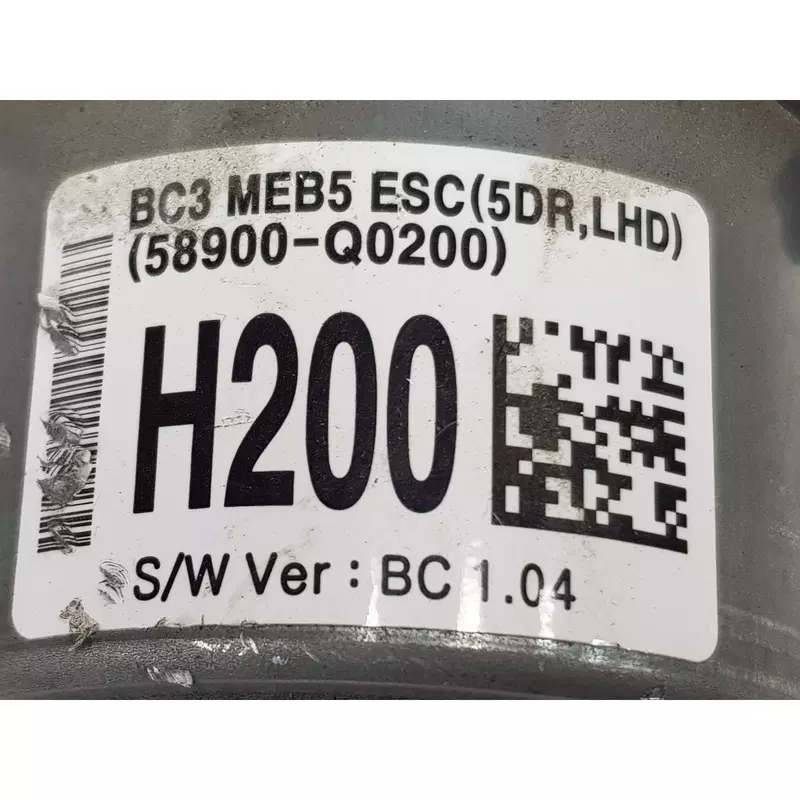 BC3 MEB5 ESC(5DR,LHD)
(58900-Q0200)
H200
S/W Ver : BC 1.04